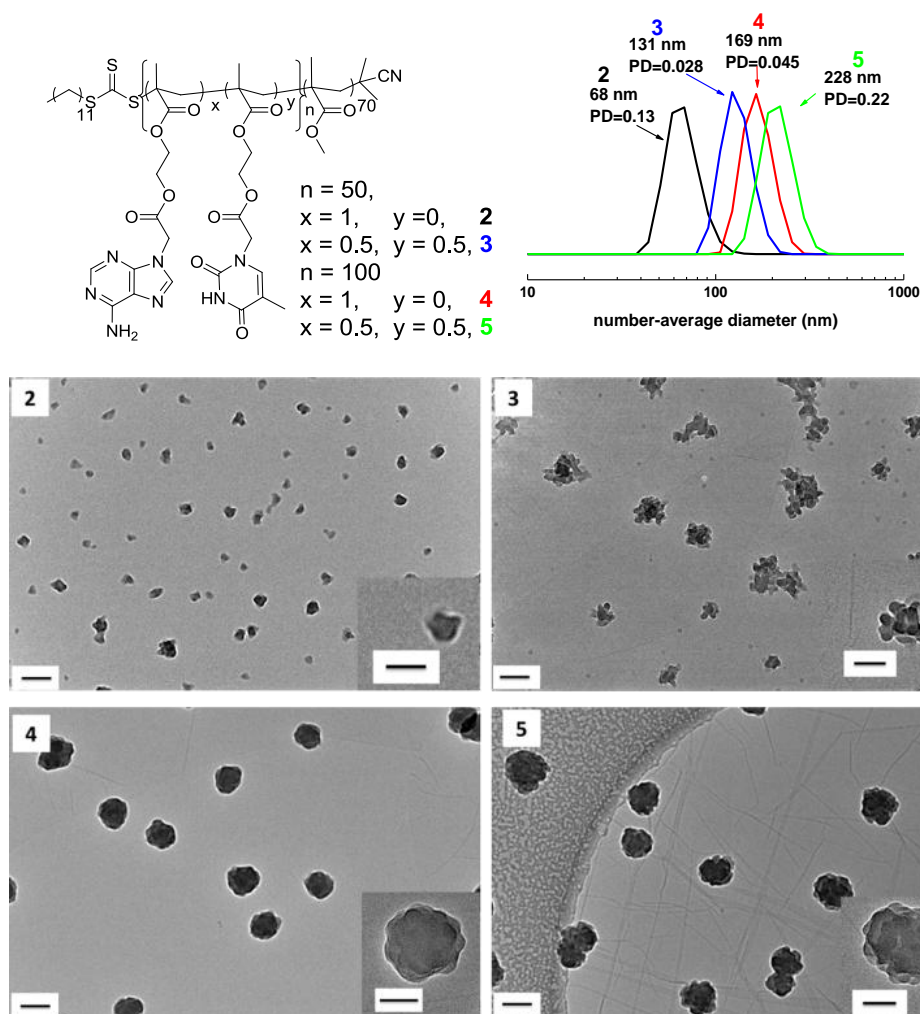 S
S
S
11
x
y
n
70
CN
O
O
O
O
O
O
O
O
O
O
N
N
N
N
NH2
N
O
HN
O
n = 50,
x = 1, y =0, 2
x = 0.5, y = 0.5, 3
n = 100
x = 1, y = 0, 4
x = 0.5, y = 0.5, 5
2
68 nm
PD=0.13
3
131 nm
PD=0.028
4
169 nm
PD=0.045
5
228 nm
PD=0.22
10 100 1000
number-average diameter (nm)
2
3
4
5